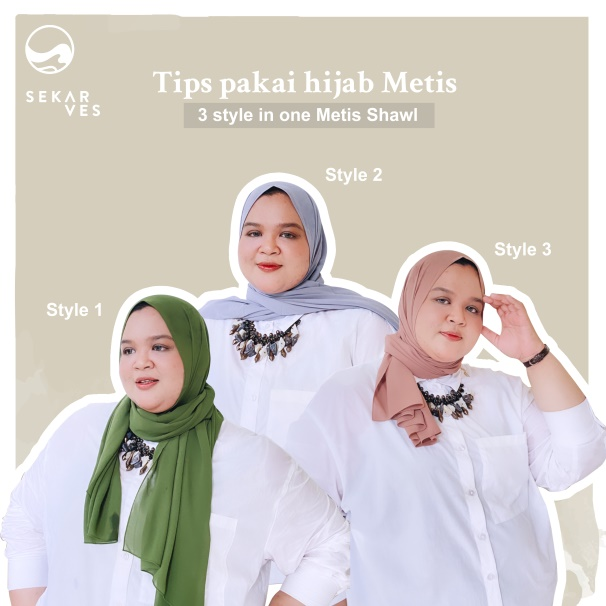 SEKAR
VES
Tips pakai hijab Metis
3 style in one Metis Shawl
Style 2
Style 3
Style 1